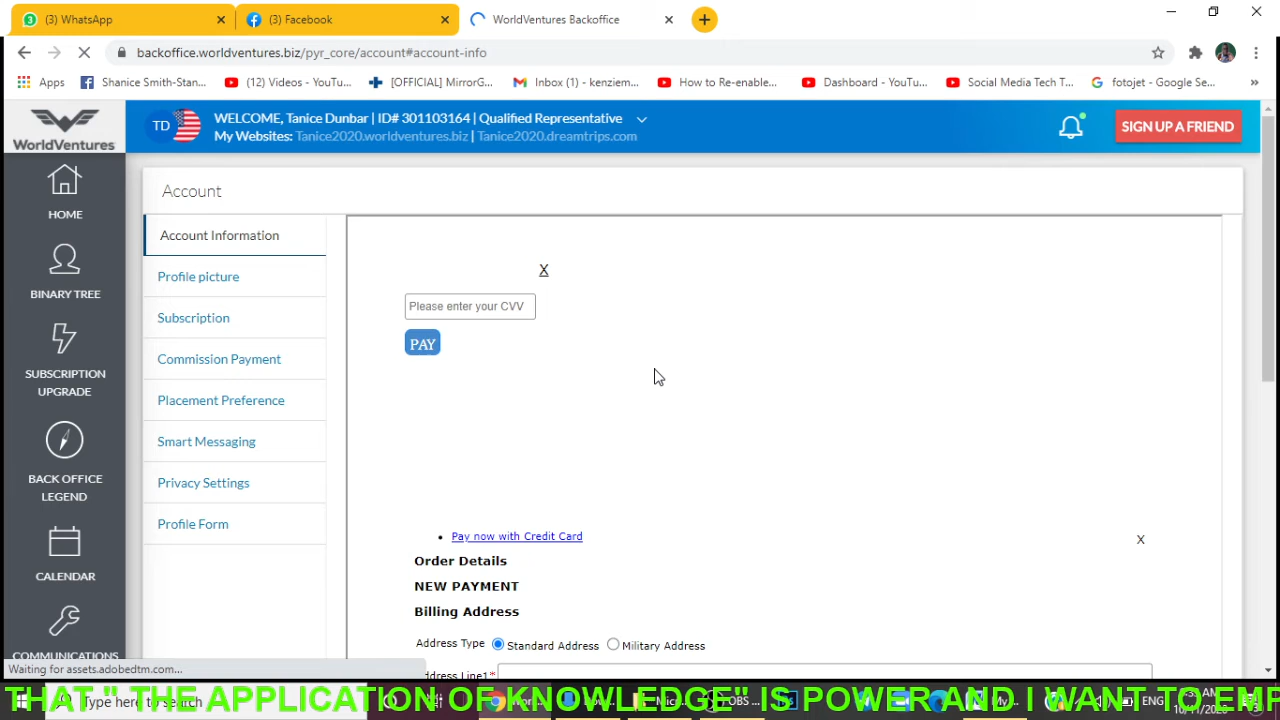 (3) WhatsApp
(3) Facebook
WorldVentures Backoffice
backoffice.worldventures.biz/pyr_core/account#account-info
Apps
Shanice Smith-Stan...
(12) Videos - YouTu...
[OFFICIAL] MirrorG...
Inbox (1) - kenziem...
How to Re-enable...
Dashboard - YouTu...
Social Media Tech T...
fotojet - Google Se...
»
WorldVentures
TD
WELCOME, Tanice Dunbar | ID# 301103164 | Qualified Representative
My Websites: Tanice2020.worldventures.biz | Tanice2020.dreamtrips.com
SIGN UP A FRIEND
HOME
BINARY TREE
SUBSCRIPTION
UPGRADE
BACK OFFICE
LEGEND
CALENDAR
COMMUNICATIONS
Account
Account Information
Profile picture
Subscription
Commission Payment
Placement Preference
Smart Messaging
Privacy Settings
Profile Form
X
Please enter your CVV
PAY
Pay now with Credit Card
X
Order Details
NEW PAYMENT
Billing Address
Address Type Standard Address Military Address
Address Line1*
Waiting for assets.adobedtm.com...
THAT " THE APPLICATION OF KNOWLEDGE" IS POWER AND I WANT TO EMP
Type here to search
ENG